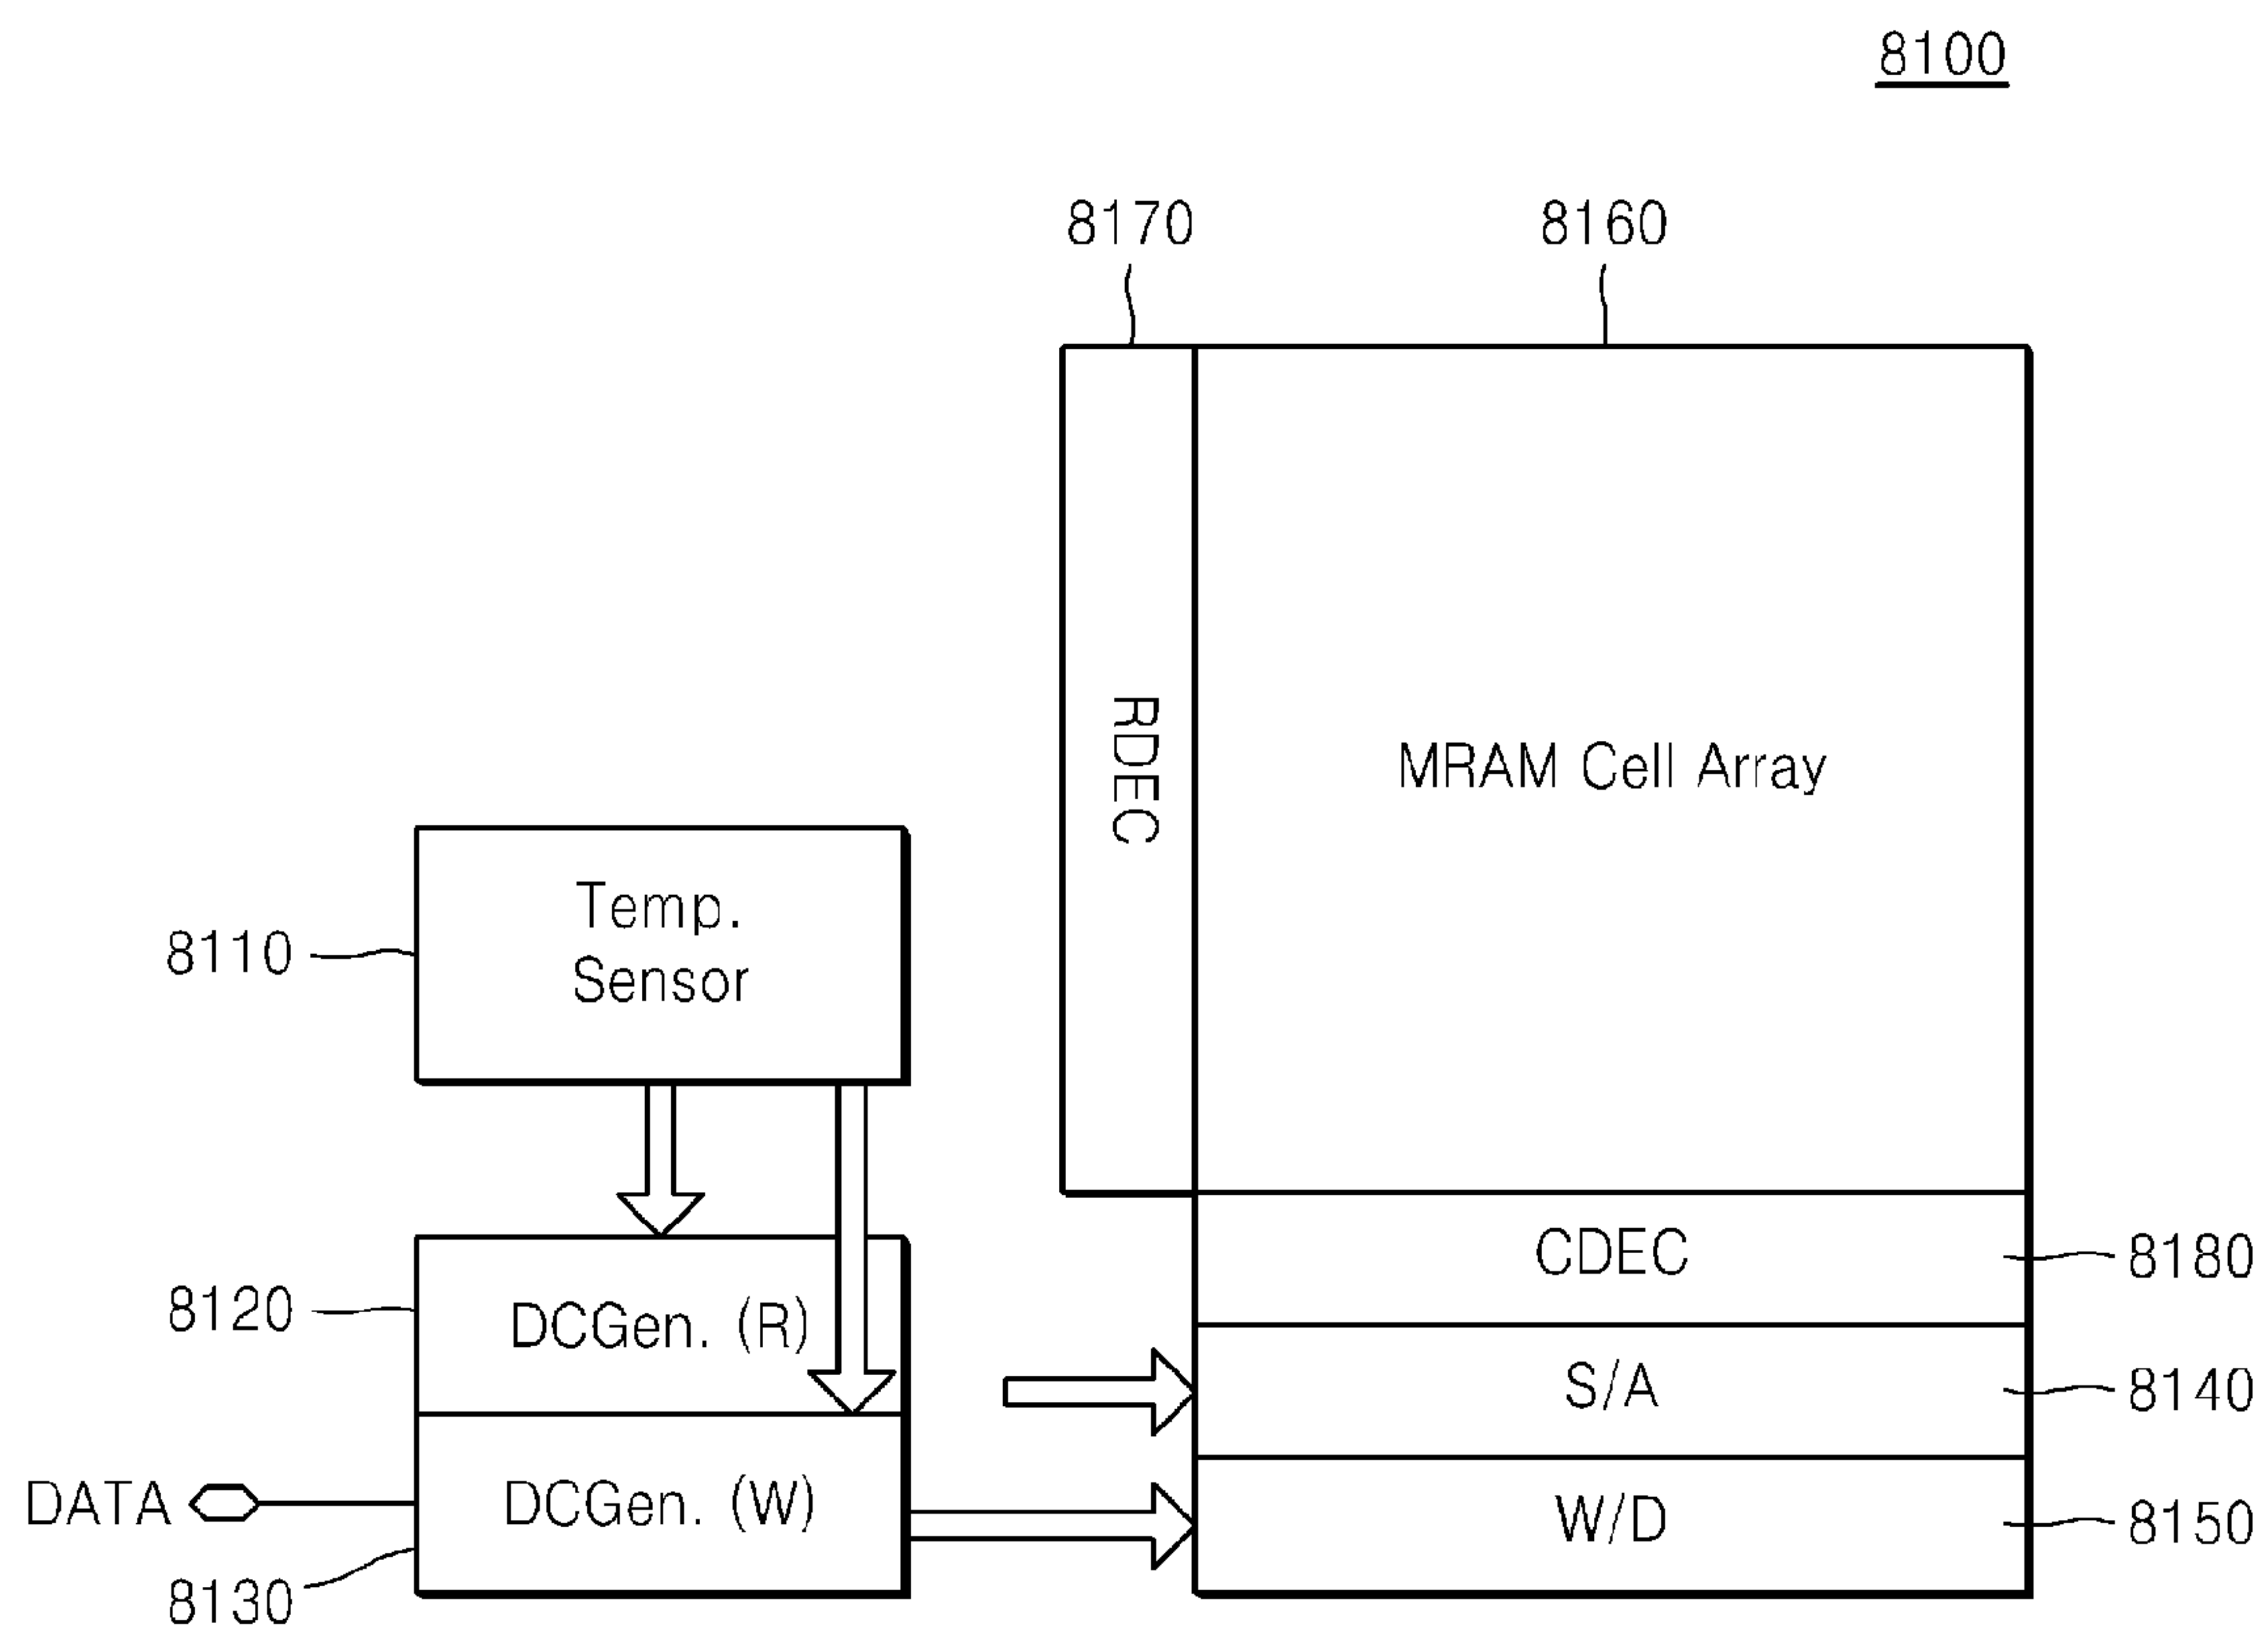 8100
8170
8160
RDEC
MRAM Cell Array
Temp.
Sensor
8110
CDEC
8180
8120
DCGen. (R)
S/A
8140
DATA
DCGen. (W)
W/D
8150
8130